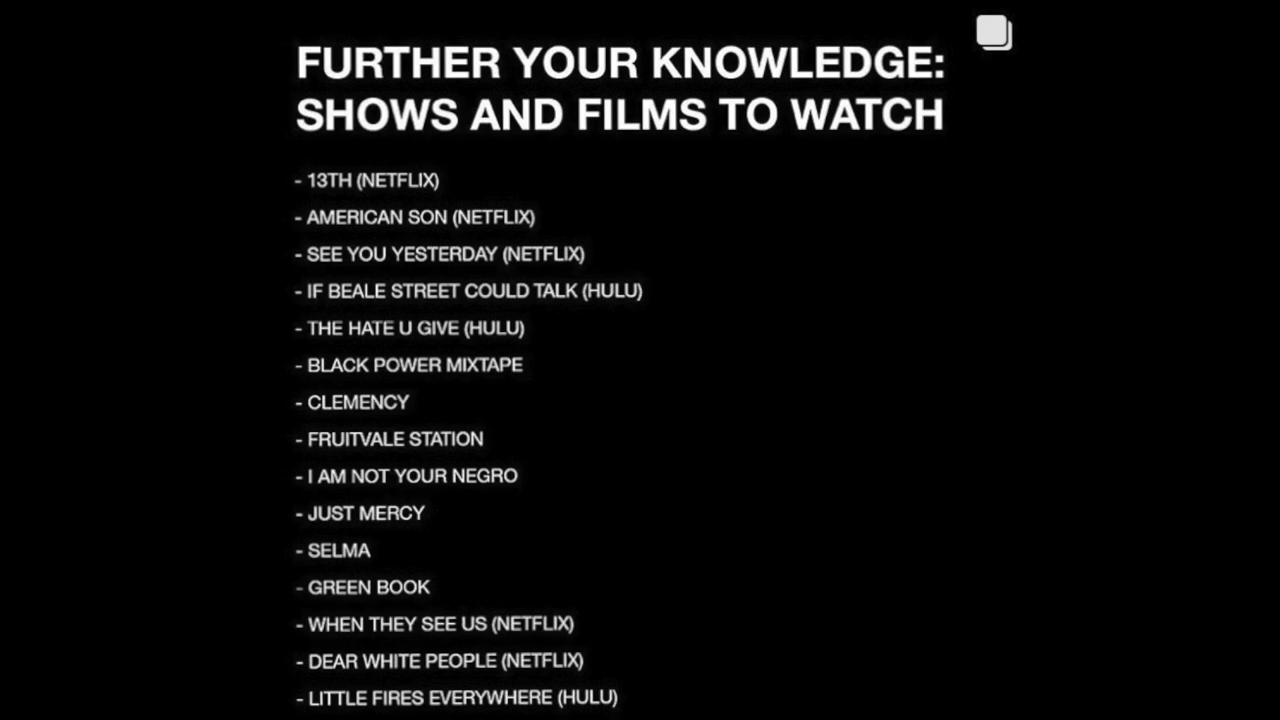 FURTHER YOUR KNOWLEDGE:
SHOWS AND FILMS TO WATCH
- 13TH (NETFLIX)
- AMERICAN SON (NETFLIX)
- SEE YOU YESTERDAY (NETFLIX)
- IF BEALE STREET COULD TALK (HULU)
- THE HATE U GIVE (HULU)
- BLACK POWER MIXTAPE
- CLEMENCY
- FRUITVALE STATION
- I AM NOT YOUR NEGRO
- JUST MERCY
- SELMA
- GREEN BOOK
- WHEN THEY SEE US (NETFLIX)
- DEAR WHITE PEOPLE (NETFLIX)
- LITTLE FIRES EVERYWHERE (HULU)